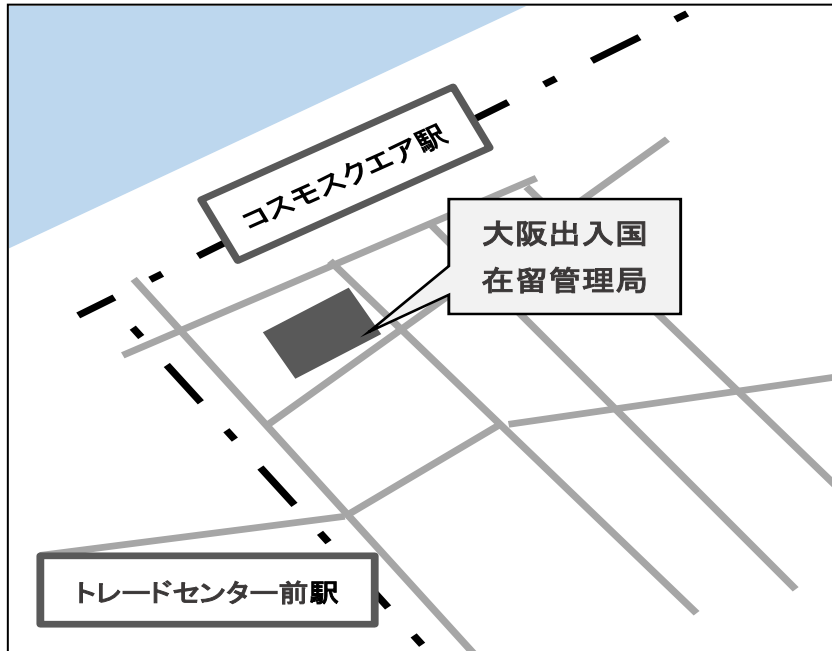 コスモスクエア駅
大阪出入国
在留管理局
トレードセンター前駅